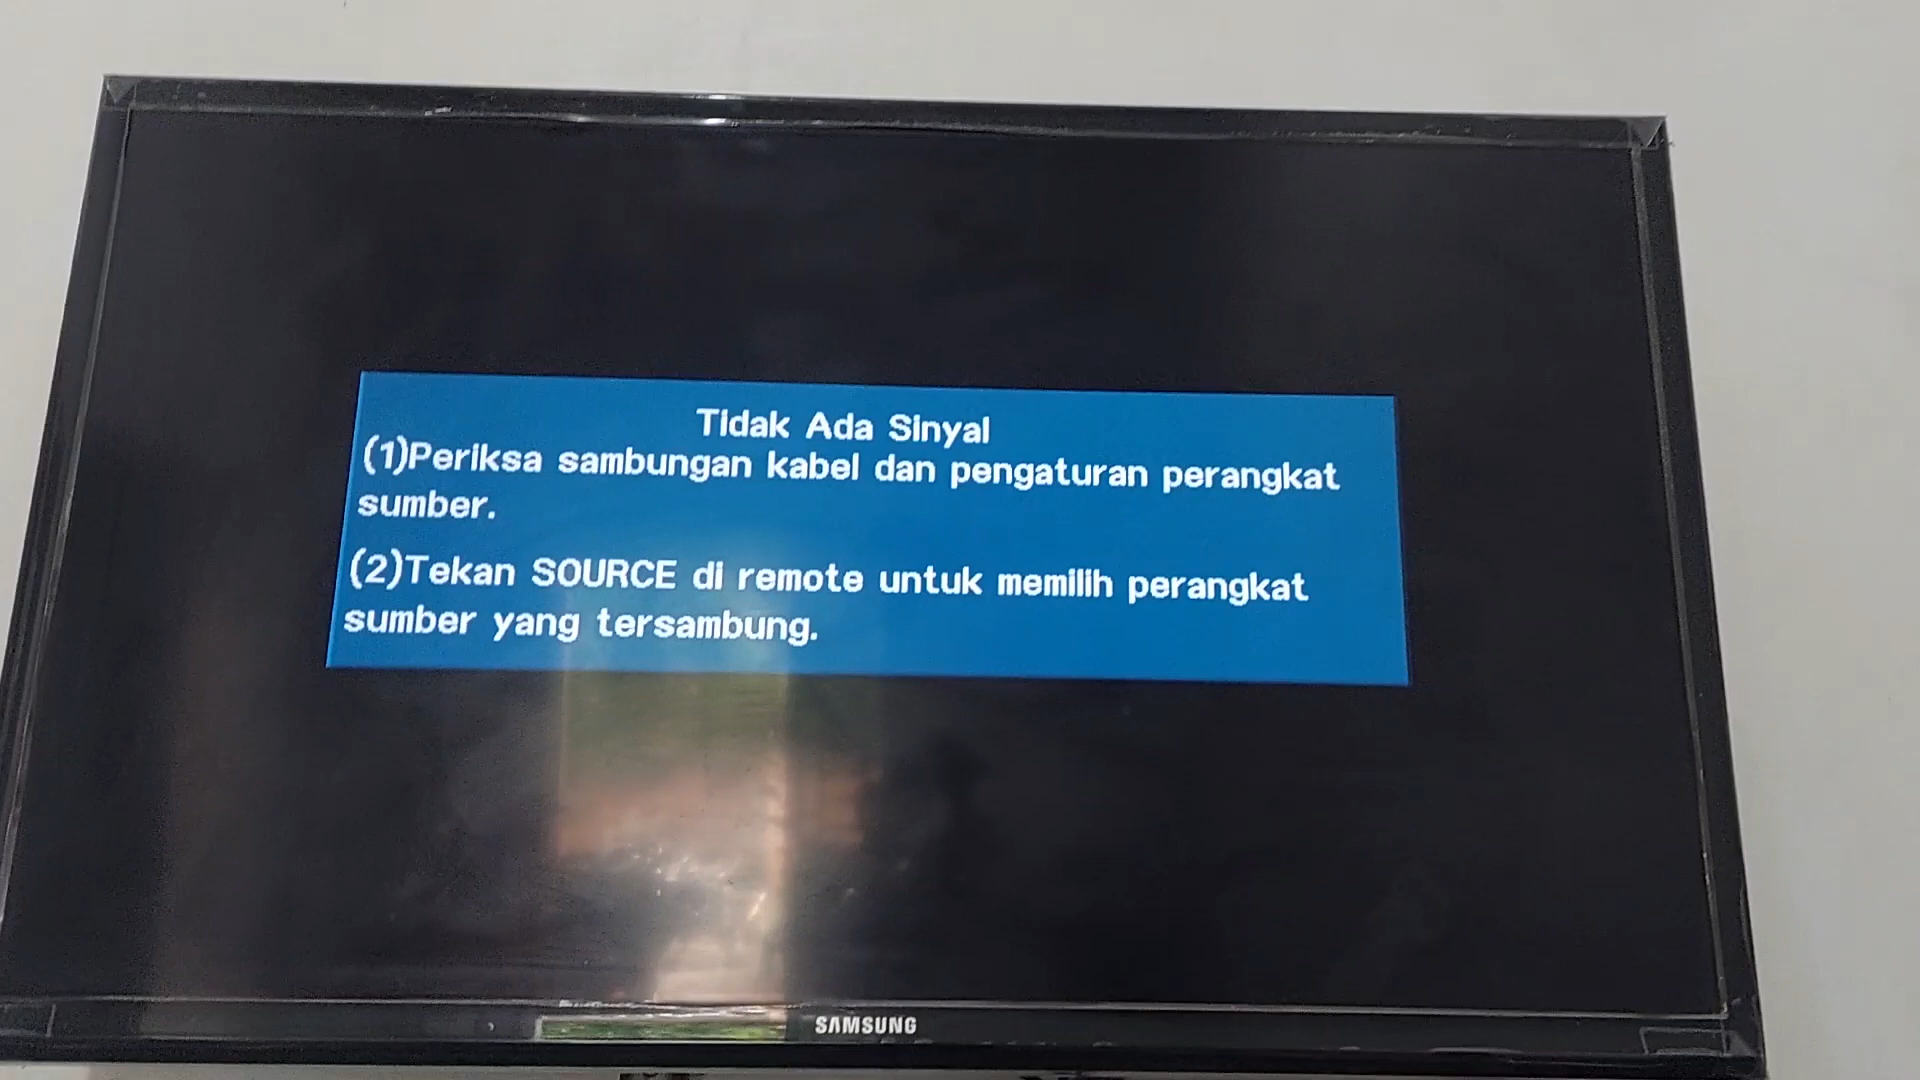 Tidak Ada Sinyal
(1)Periksa sambungan kabel dan pengaturan perangkat
sumber.
(2)Tekan SOURCE di remote untuk memilih perangkat
sumber yang tersambung.
SAMSUNG